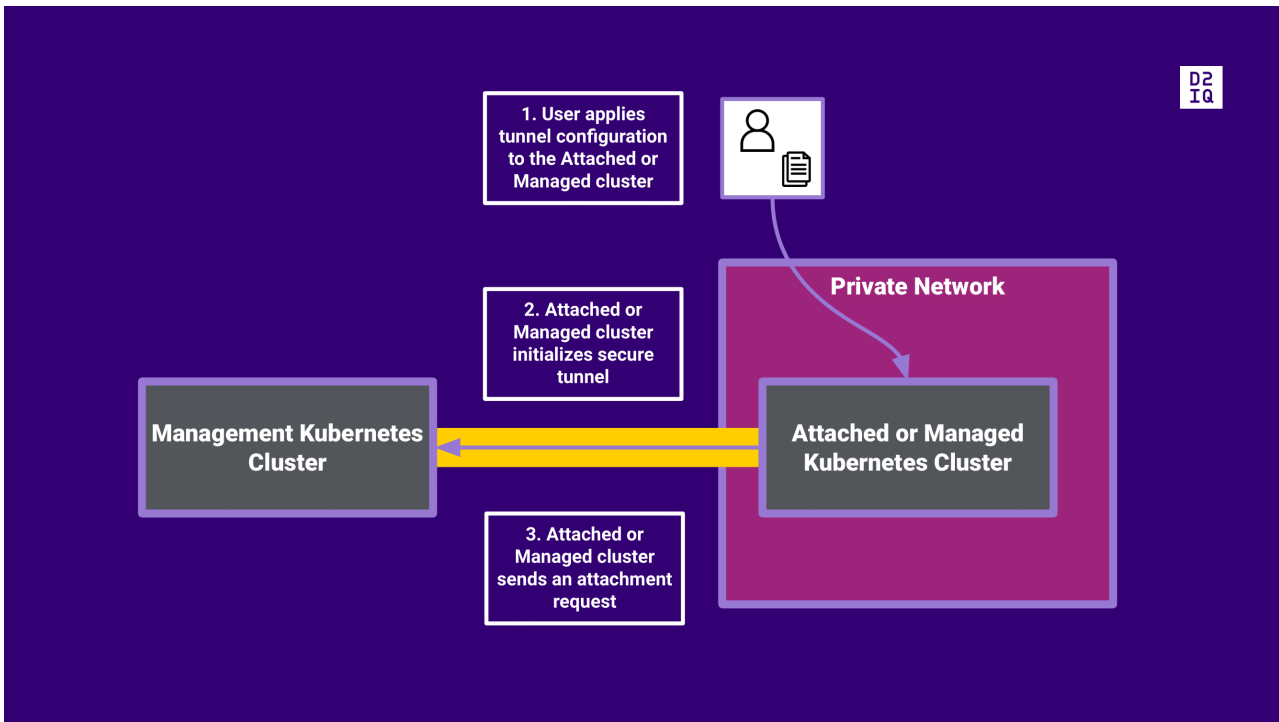 D2
IQ
1. User applies
tunnel configuration
to the Attached or
Managed cluster
Private Network
2. Attached or
Managed cluster
initializes secure
tunnel
Management Kubernetes
Cluster
Attached or Managed
Kubernetes Cluster
3. Attached or
Managed cluster
sends an attachment
request